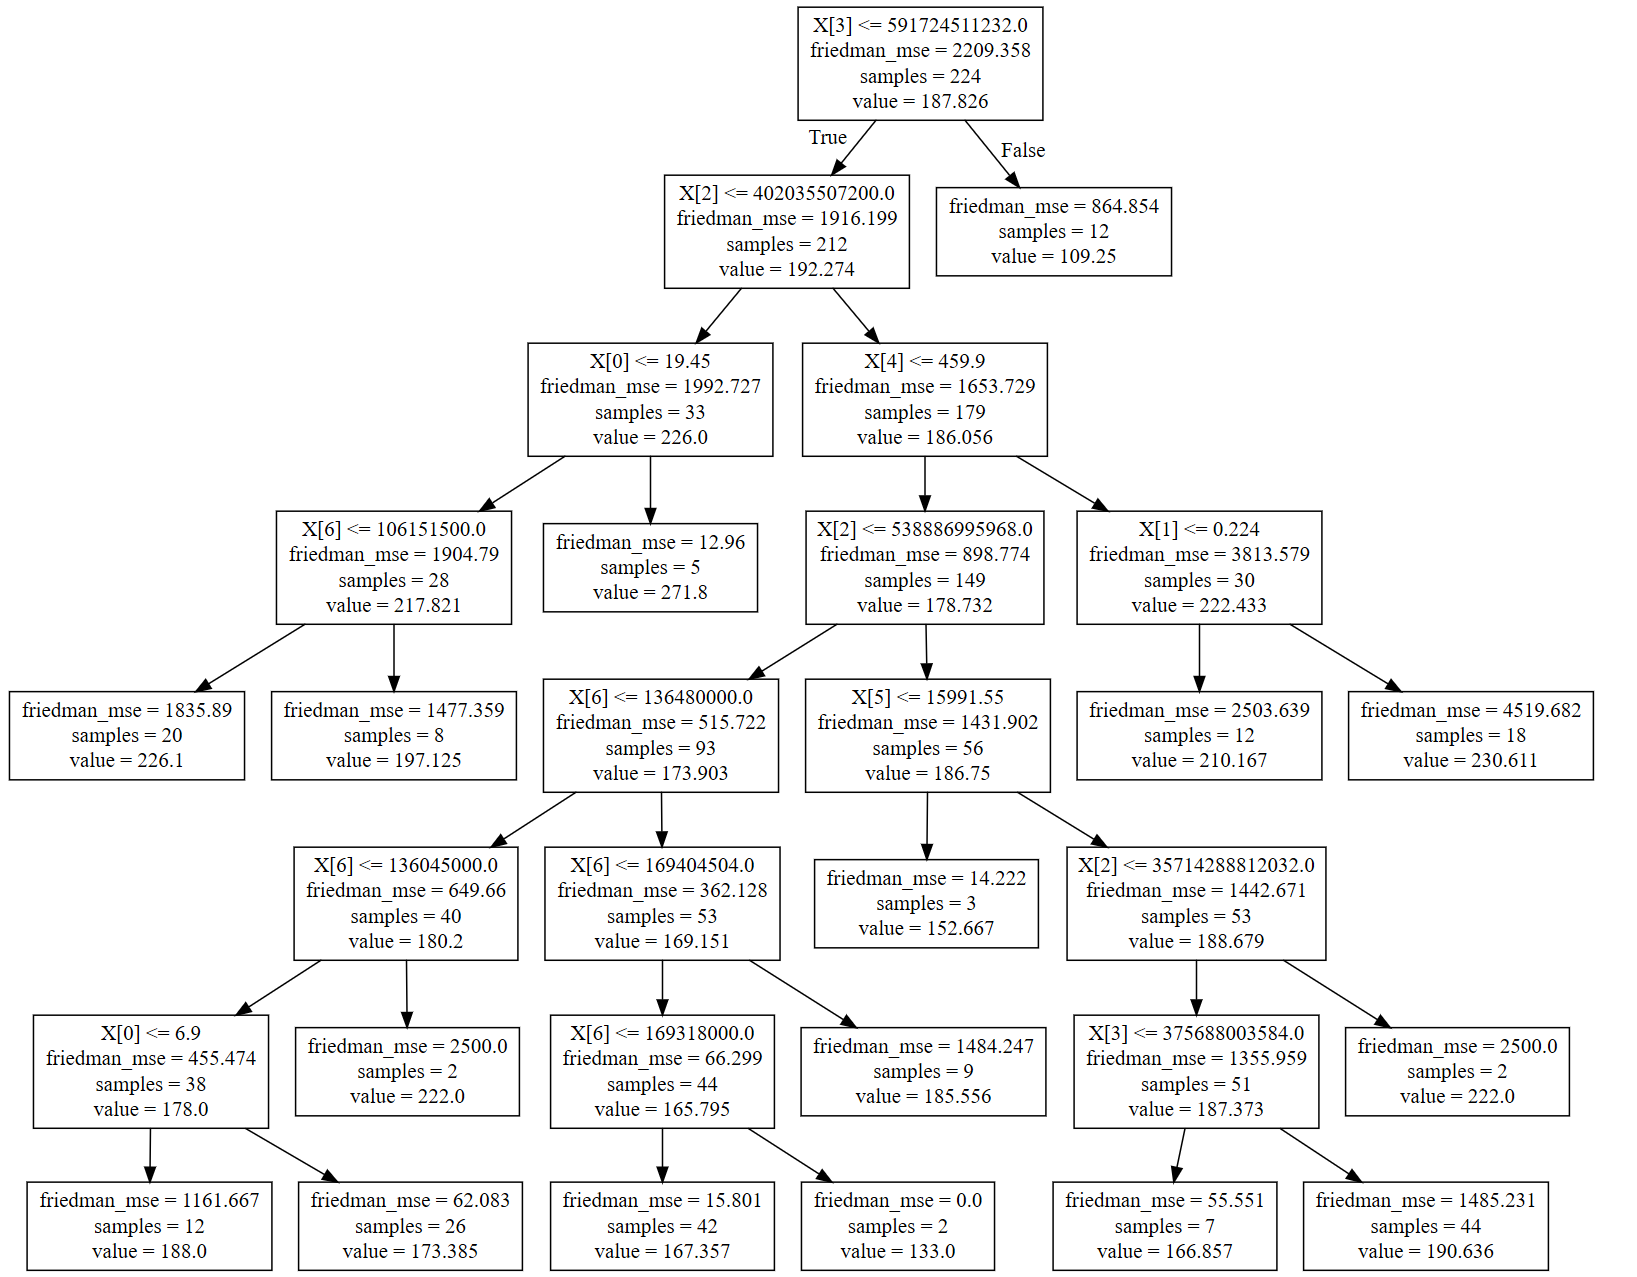 X[3] <= 591724511232.0
friedman_mse = 2209.358
samples = 224
value = 187.826
True
False
X[2] <= 402035507200.0
friedman_mse = 1916.199
samples = 212
value = 192.274
friedman_mse = 864.854
samples = 12
value = 109.25
X[0] <= 19.45
friedman_mse = 1992.727
samples = 33
value = 226.0
X[4] <= 459.9
friedman_mse = 1653.729
samples = 179
value = 186.056
X[6] <= 106151500.0
friedman_mse = 1904.79
samples = 28
value = 217.821
friedman_mse = 12.96
samples = 5
value = 271.8
X[2] <= 538886995968.0
friedman_mse = 898.774
samples = 149
value = 178.732
X[1] <= 0.224
friedman_mse = 3813.579
samples = 30
value = 222.433
friedman_mse = 1835.89
samples = 20
value = 226.1
friedman_mse = 1477.359
samples = 8
value = 197.125
X[6] <= 136480000.0
friedman_mse = 515.722
samples = 93
value = 173.903
X[5] <= 15991.55
friedman_mse = 1431.902
samples = 56
value = 186.75
friedman_mse = 2503.639
samples = 12
value = 210.167
friedman_mse = 4519.682
samples = 18
value = 230.611
X[6] <= 136045000.0
friedman_mse = 649.66
samples = 40
value = 180.2
X[6] <= 169404504.0
friedman_mse = 362.128
samples = 53
value = 169.151
friedman_mse = 14.222
samples = 3
value = 152.667
X[2] <= 35714288812032.0
friedman_mse = 1442.671
samples = 53
value = 188.679
X[0] <= 6.9
friedman_mse = 455.474
samples = 38
value = 178.0
friedman_mse = 2500.0
samples = 2
value = 222.0
X[6] <= 169318000.0
friedman_mse = 66.299
samples = 44
value = 165.795
friedman_mse = 1484.247
samples = 9
value = 185.556
X[3] <= 375688003584.0
friedman_mse = 1355.959
samples = 51
value = 187.373
friedman_mse = 2500.0
samples = 2
value = 222.0
friedman_mse = 1161.667
samples = 12
value = 188.0
friedman_mse = 62.083
samples = 26
value = 173.385
friedman_mse = 15.801
samples = 42
value = 167.357
friedman_mse = 0.0
samples = 2
value = 133.0
friedman_mse = 55.551
samples = 7
value = 166.857
friedman_mse = 1485.231
samples = 44
value = 190.636